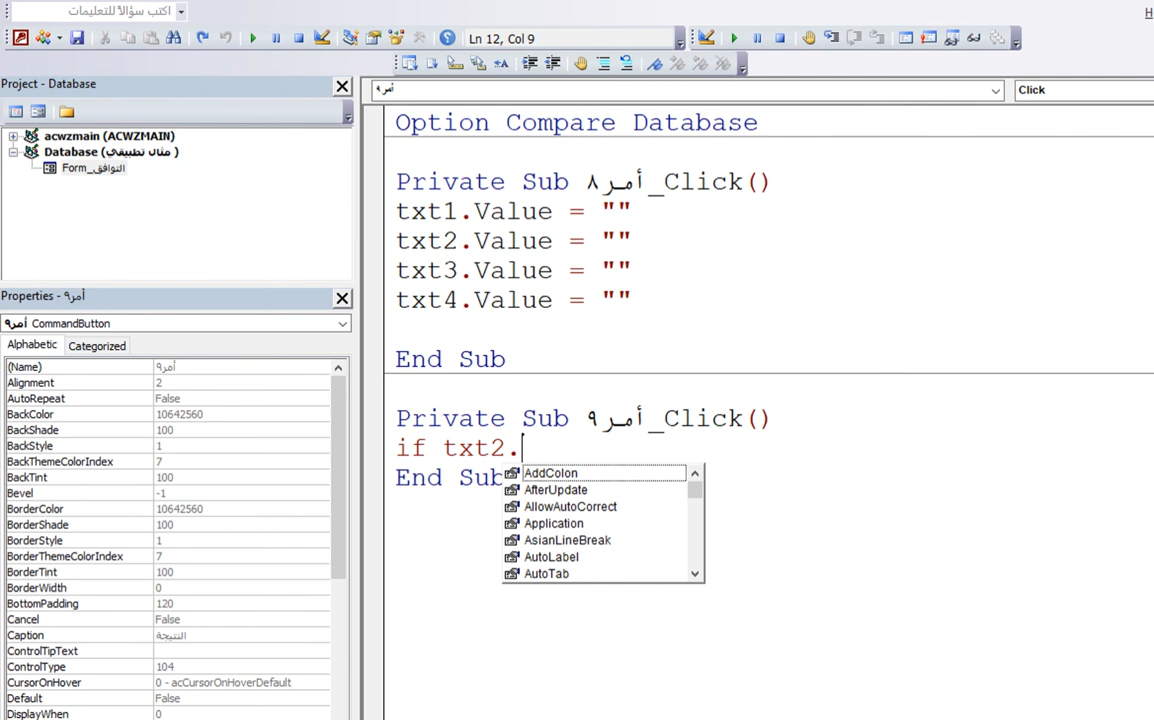 اكتب سؤالاً للتعليمات
H
Ln 12, Col 9
Project - Database
acwzmain (ACWZMAIN)
Database (مثال تطبيقي)
Form_التوافق
Properties - أمر٩
أمر٩ CommandButton
Alphabetic Categorized
(Name) أمر٩
Alignment 2
AutoRepeat False
BackColor 10642560
BackShade 100
BackStyle 1
BackThemeColorIndex 7
BackTint 100
Bevel -1
BorderColor 10642560
BorderShade 100
BorderStyle 1
BorderThemeColorIndex 7
BorderTint 100
BorderWidth 0
BottomPadding 120
Cancel False
Caption النتيجة
ControlTipText
ControlType 104
CursorOnHover 0 - acCursorOnHoverDefault
Default False
DisplayWhen 0
أمر٩ Click
Option Compare Database
Private Sub أمر٨_Click()
txt1.Value = ""
txt2.Value = ""
txt3.Value = ""
txt4.Value = ""
End Sub
Private Sub أمر٩_Click()
if txt2.
End Sub
AddColon
AfterUpdate
AllowAutoCorrect
Application
AsianLineBreak
AutoLabel
AutoTab